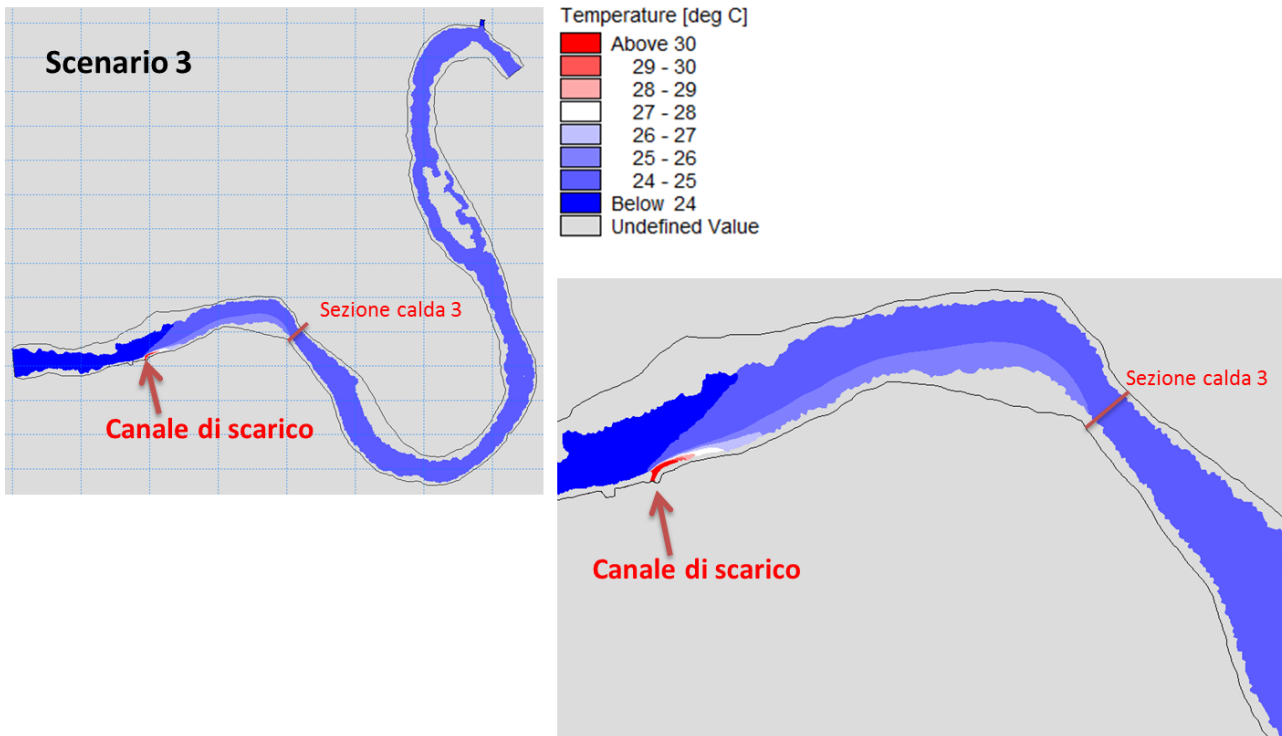 Scenario 3
Sezione calda 3
Canale di scarico
Temperature [deg C]
Above 30
29 - 30
28 - 29
27 - 28
26 - 27
25 - 26
24 - 25
Below 24
Undefined Value
Sezione calda 3
Canale di scarico